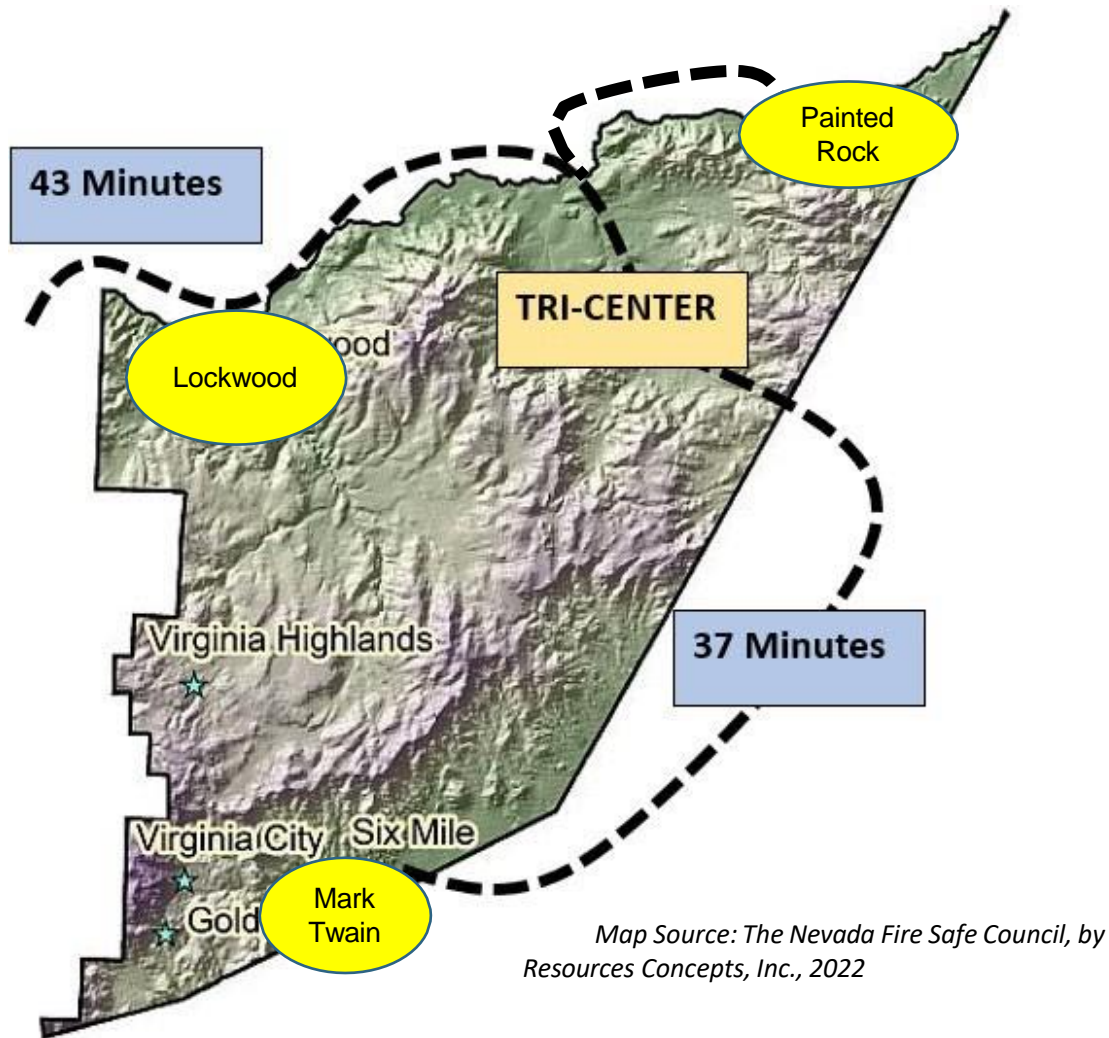 Painted
Rock
43 Minutes
TRI-CENTER
ood
Lockwood
Virginia Highlands
37 Minutes
Virginia City
Six Mile
Mark
Twain
Gold
Map Source: The Nevada Fire Safe Council, by
Resources Concepts, Inc., 2022